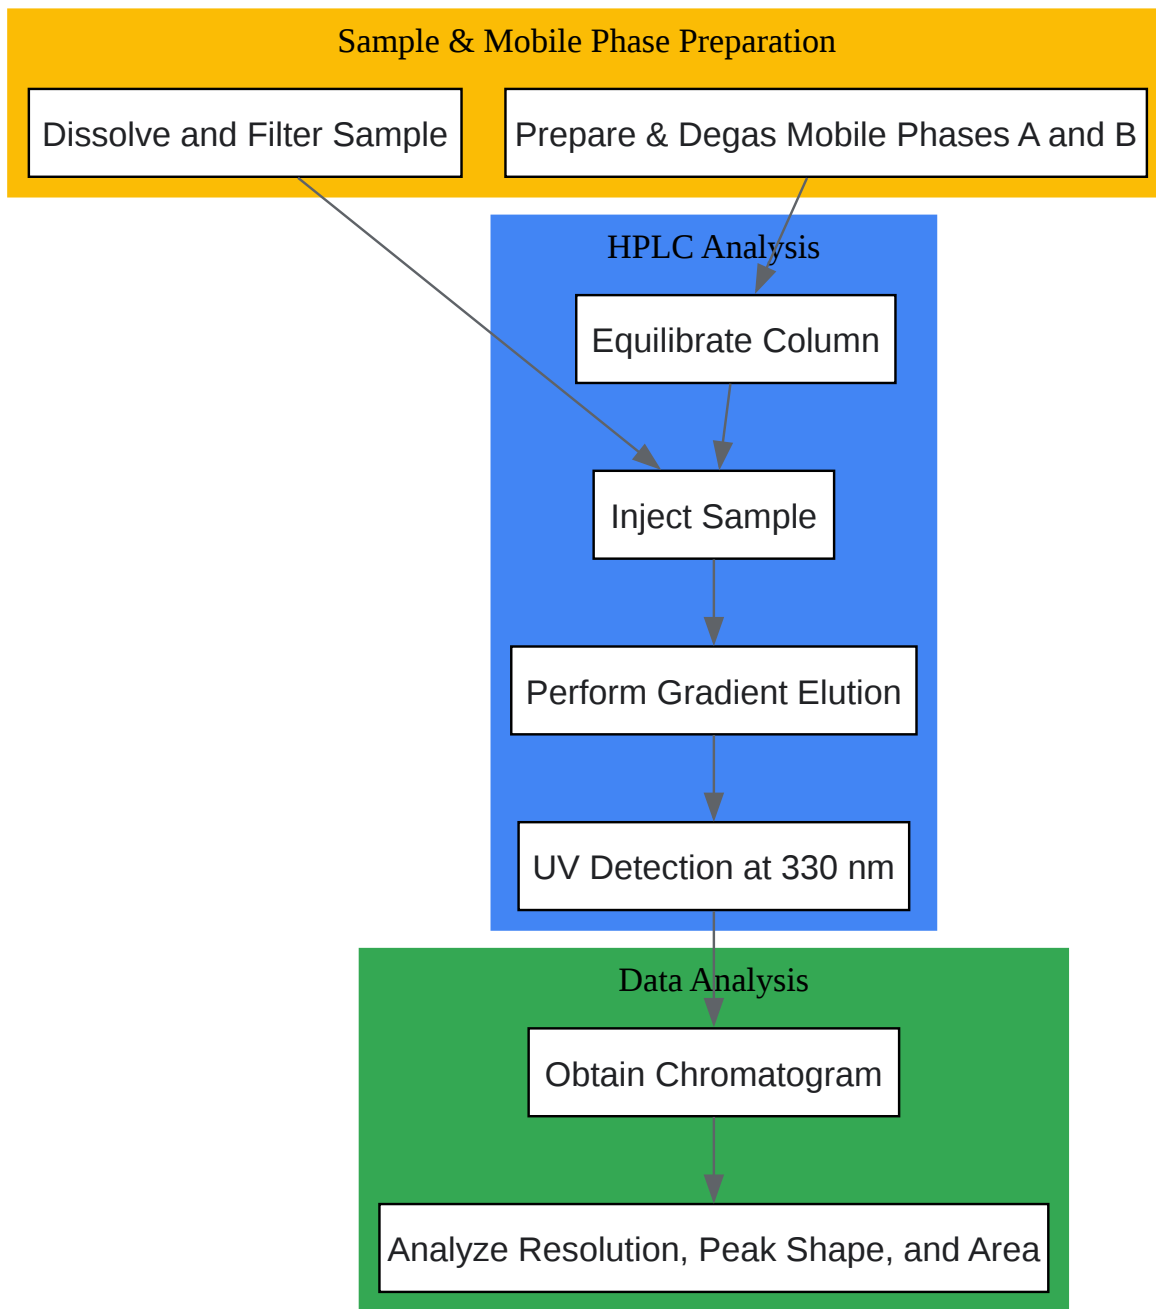 Sample & Mobile Phase Preparation
Dissolve and Filter Sample
Prepare & Degas Mobile Phases A and B
HPLC Analysis
Equilibrate Column
Inject Sample
Perform Gradient Elution
UV Detection at 330 nm
Data Analysis
Obtain Chromatogram
Analyze Resolution, Peak Shape, and Area